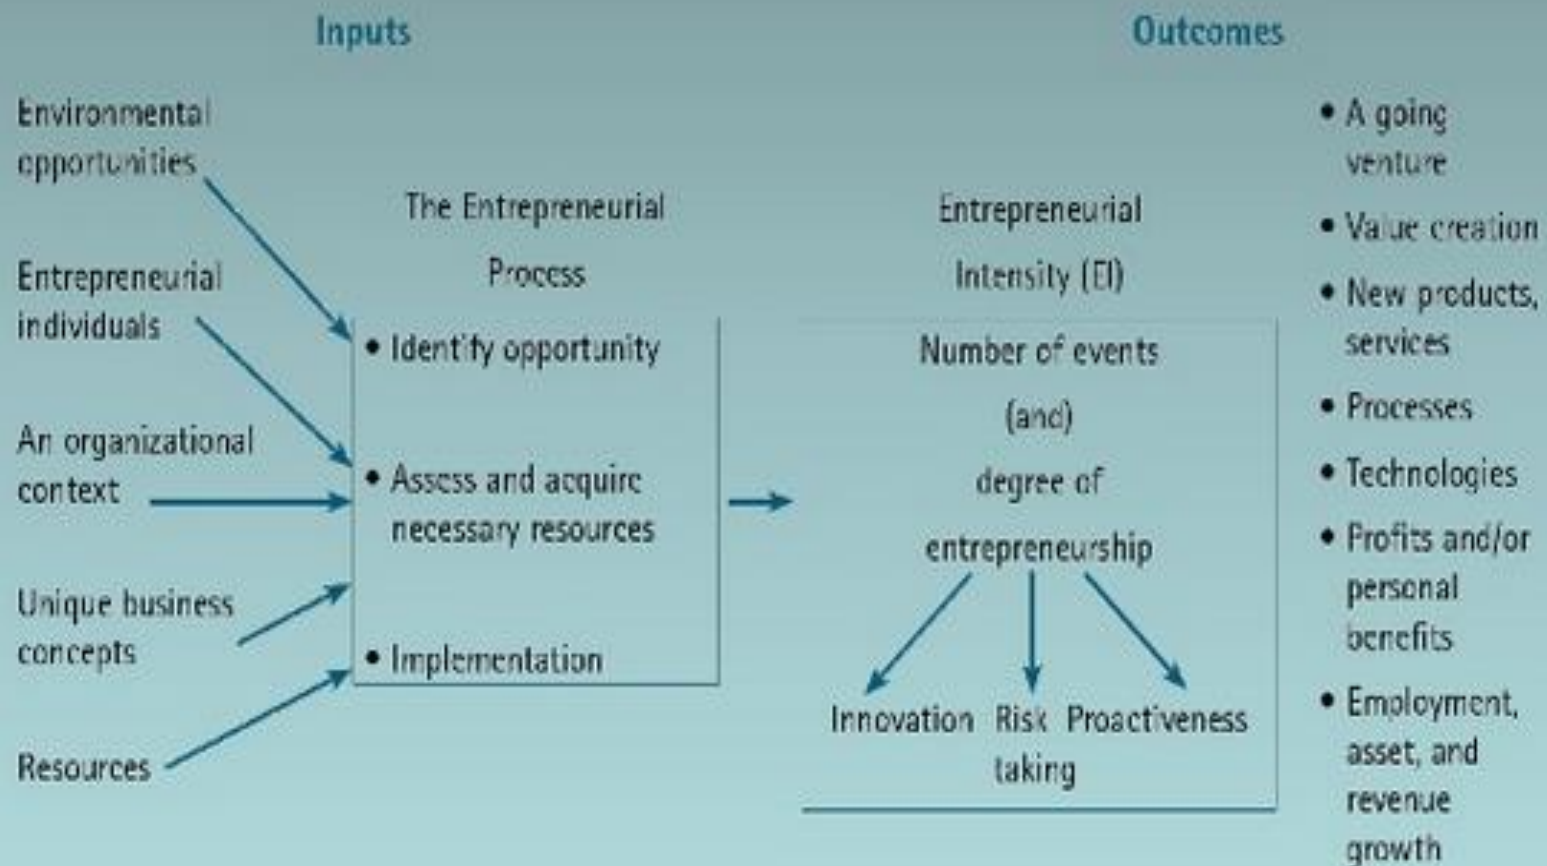 Inputs
Outcomes
Environmental
opportunities
Entrepreneurial
individuals
An organizational
context
Unique business
concepts
Resources
The Entrepreneurial
Process
• Identify opportunity
• Assess and acquire
necessary resources
• Implementation
Entrepreneurial
Intensity (EI)
Number of events
(and)
degree of
entrepreneurship
Innovation Risk Proactiveness
taking
• A going
venture
• Value creation
• New products,
services
• Processes
• Technologies
• Profits and/or
personal
benefits
• Employment,
asset, and
revenue
growth